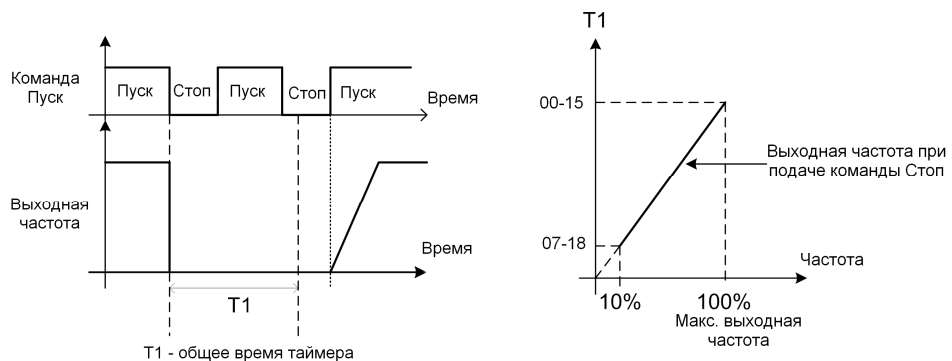 Команда
Пуск
Пуск
Стоп
Пуск
Стоп
Пуск
Время
Выходная
частота
Время
T1
T1 - общее время таймера
T1
00-15
07-18
Выходная частота при
подаче команды Стоп
Частота
10%
100%
Макс. выходная
частота